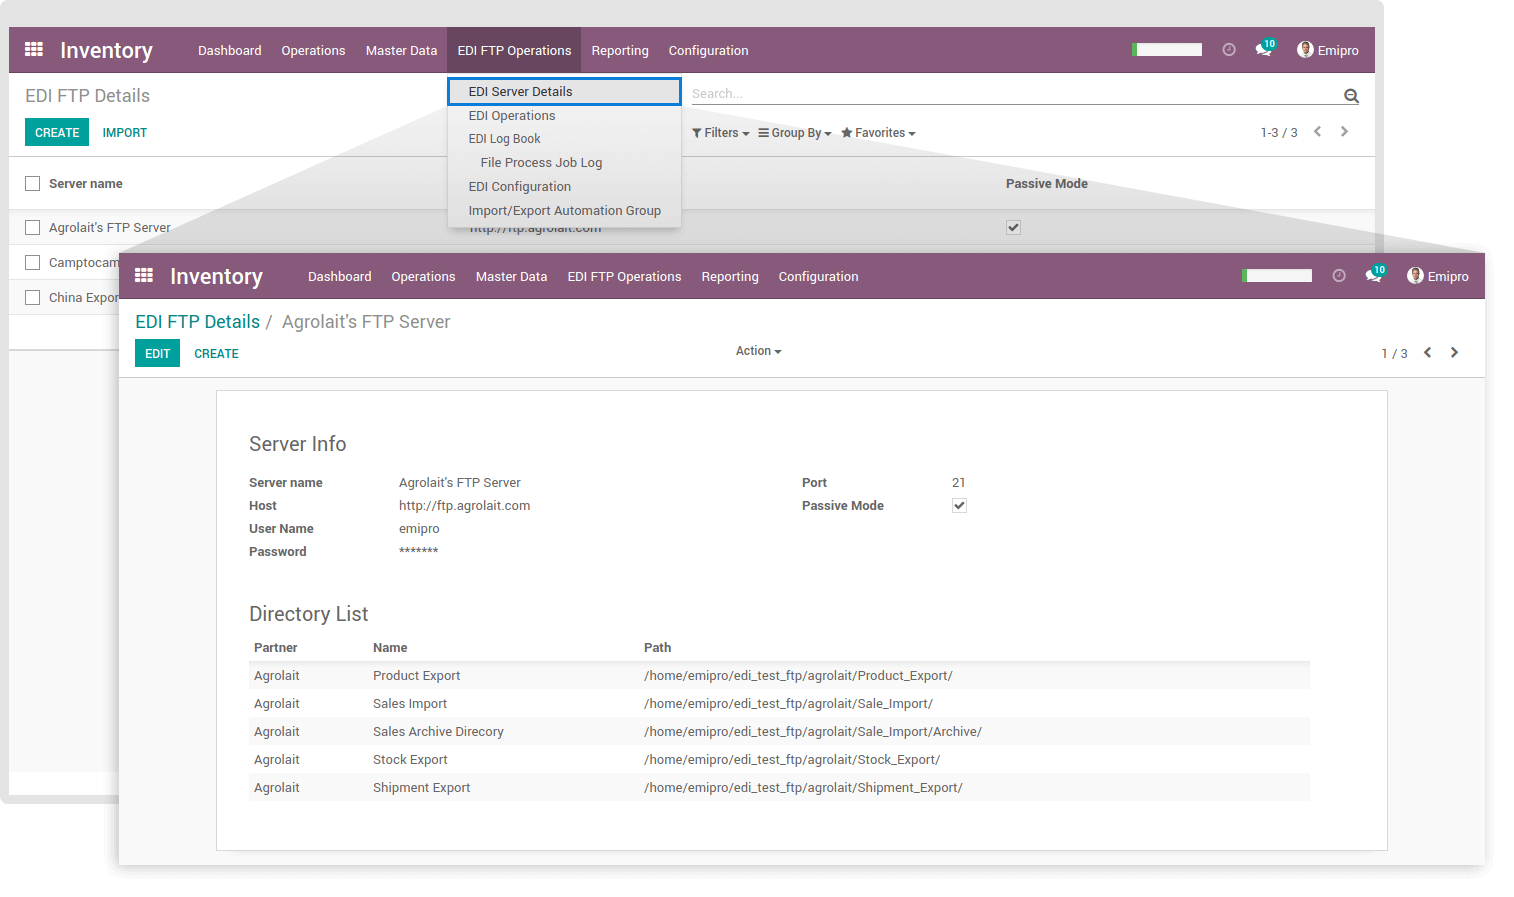 Inventory Dashboard Operations Master Data EDI FTP Operations Reporting Configuration 10 Emipro
EDI FTP Details
EDI Server Details
Search...
CREATE IMPORT
EDI Operations
Filters Group By Favorites 1-3 / 3
EDI Log Book
File Process Job Log
Server name
EDI Configuration
Passive Mode
Import/Export Automation Group
Agrolait's FTP Server http://ftp.agrolait.com
Camptocam
China Expor
Inventory Dashboard Operations Master Data EDI FTP Operations Reporting Configuration 10 Emipro
EDI FTP Details / Agrolait's FTP Server
EDIT CREATE Action 1 / 3
Server Info
Server name Agrolait's FTP Server Port 21
Host http://ftp.agrolait.com Passive Mode
User Name emipro
Password *******
Directory List
Partner Name Path
Agrolait Product Export /home/emipro/edi_test_ftp/agrolait/Product_Export/
Agrolait Sales Import /home/emipro/edi_test_ftp/agrolait/Sale_Import/
Agrolait Sales Archive Direcory /home/emipro/edi_test_ftp/agrolait/Sale_Import/Archive/
Agrolait Stock Export /home/emipro/edi_test_ftp/agrolait/Stock_Export/
Agrolait Shipment Export /home/emipro/edi_test_ftp/agrolait/Shipment_Export/